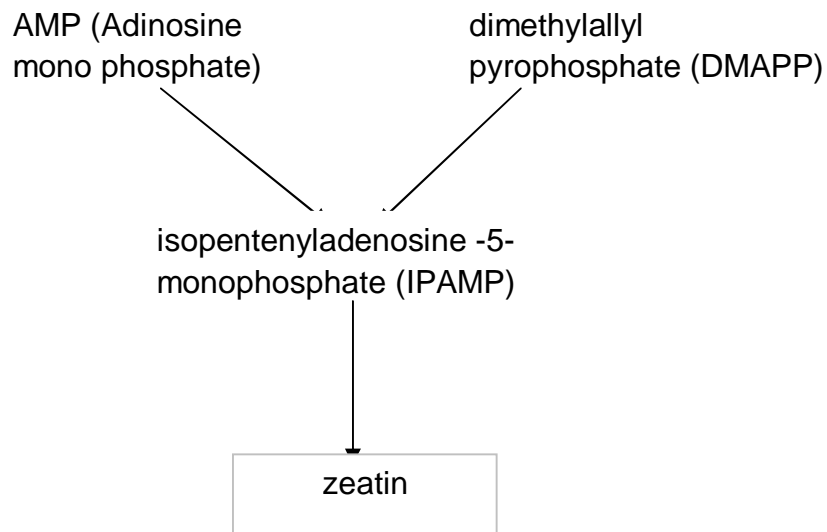 AMP (Adinosine
mono phosphate)
dimethylallyl
pyrophosphate (DMAPP)
isopentenyladenosine -5-
monophosphate (IPAMP)
zeatin